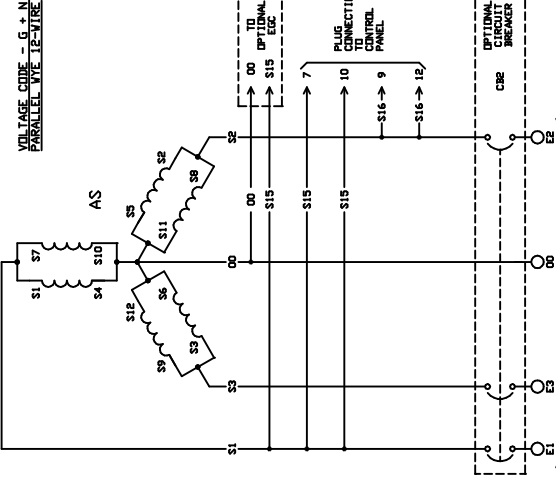 VOLTAGE CODE - G + N
PARALLEL WYE 12-WIRE
AS
S7
S10
S1
S4
S2
S5
S8
S11
S12
S6
S9
S3
S2
00
S3
S1
00
S15
S15
S15
00 TO
OPTIONAL
EGC
S15
PLUG
CONNECTI
TO
CONTROL
PANEL
7
10
9
12
S16
S16
OPTIONAL
CIRCUIT
BREAKER
CB2
E2
00
E3
E1